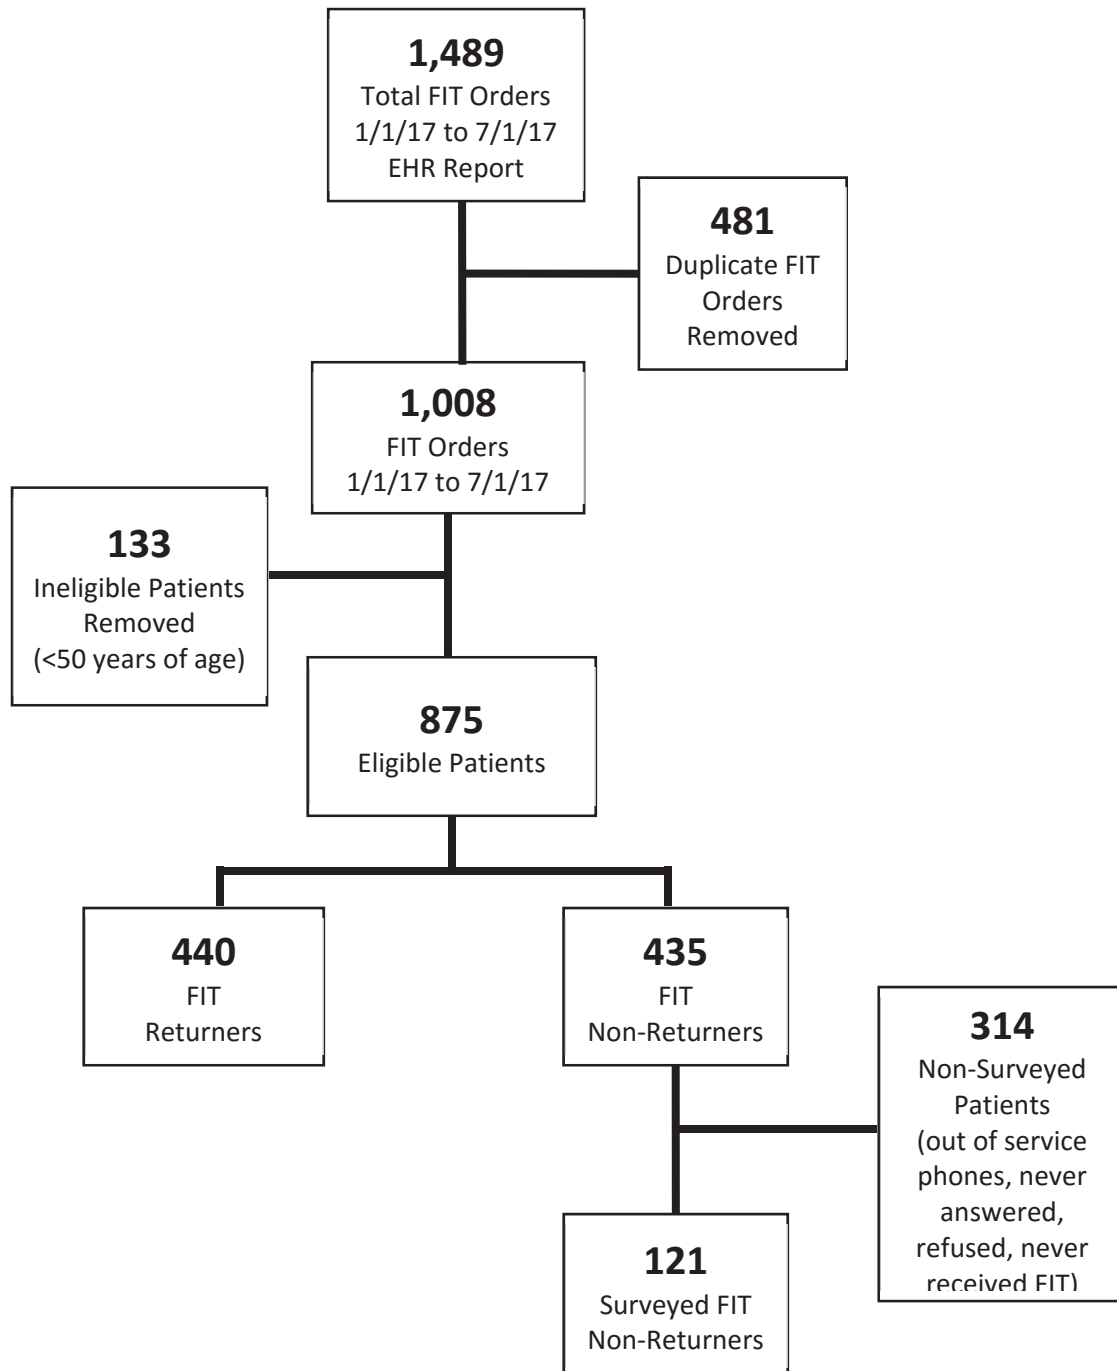 1,489
Total FIT Orders
1/1/17 to 7/1/17
EHR Report
481
Duplicate FIT
Orders
Removed
1,008
FIT Orders
1/1/17 to 7/1/17
133
Ineligible Patients
Removed
(<50 years of age)
875
Eligible Patients
440
FIT
Returners
435
FIT
Non-Returners
314
Non-Surveyed
Patients
(out of service
phones, never
answered,
refused, never
received FIT)
121
Surveyed FIT
Non-Returners